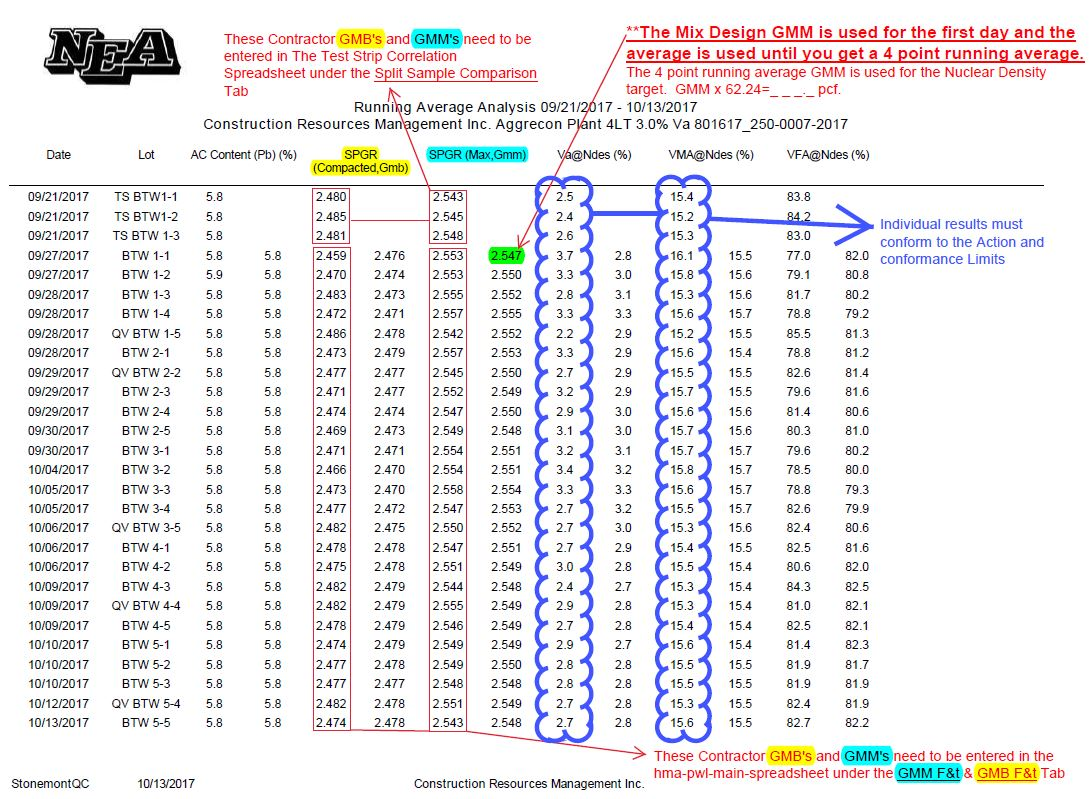 NEA
These Contractor GMB's and GMM's need to be
entered in The Test Strip Correlation
Spreadsheet under the Split Sample Comparison
Tab
**The Mix Design GMM is used for the first day and the
average is used until you get a 4 point running average.
The 4 point running average GMM is used for the Nuclear Density
target. GMM x 62.24=_ _ _._ pcf.
Running Average Analysis 09/21/2017 - 10/13/2017
Construction Resources Management Inc. Aggrecon Plant 4LT 3.0% Va 801617_250-0007-2017
Date Lot AC Content (Pb) (%) SPGR (Compacted,Gmb) SPGR (Max,Gmm) Va@Ndes (%) VMA@Ndes (%) VFA@Ndes (%)
09/21/2017 TS BTW1-1 5.8 2.480 2.543 2.5 15.4 83.8
09/21/2017 TS BTW1-2 5.8 2.485 2.545 2.4 15.2 84.2
09/21/2017 TS BTW 1-3 5.8 2.481 2.548 2.6 15.3 83.0
09/27/2017 BTW 1-1 5.8 5.8 2.459 2.476 2.553 2.547 3.7 2.8 16.1 15.5 77.0 82.0
09/27/2017 BTW 1-2 5.9 5.8 2.470 2.474 2.553 2.550 3.3 3.0 15.8 15.6 79.1 80.8
09/28/2017 BTW 1-3 5.8 5.8 2.483 2.473 2.555 2.552 2.8 3.1 15.3 15.6 81.7 80.2
09/28/2017 BTW 1-4 5.8 5.8 2.472 2.471 2.557 2.555 3.3 3.3 15.6 15.7 78.8 79.2
09/28/2017 QV BTW 1-5 5.8 5.8 2.486 2.478 2.542 2.552 2.2 2.9 15.2 15.5 85.5 81.3
09/28/2017 BTW 2-1 5.8 5.8 2.473 2.479 2.557 2.553 3.3 2.9 15.6 15.4 78.8 81.2
09/29/2017 QV BTW 2-2 5.8 5.8 2.477 2.477 2.545 2.550 2.7 2.9 15.5 15.5 82.6 81.4
09/29/2017 BTW 2-3 5.8 5.8 2.471 2.477 2.552 2.549 3.2 2.9 15.7 15.5 79.6 81.6
09/29/2017 BTW 2-4 5.8 5.8 2.474 2.474 2.547 2.550 2.9 3.0 15.6 15.6 81.4 80.6
09/30/2017 BTW 2-5 5.8 5.8 2.469 2.473 2.549 2.548 3.1 3.0 15.7 15.6 80.3 81.0
09/30/2017 BTW 3-1 5.8 5.8 2.471 2.471 2.554 2.551 3.2 3.1 15.7 15.7 79.6 80.2
10/04/2017 BTW 3-2 5.8 5.8 2.466 2.470 2.554 2.551 3.4 3.2 15.8 15.7 78.5 80.0
10/05/2017 BTW 3-3 5.8 5.8 2.473 2.470 2.558 2.554 3.3 3.3 15.6 15.7 78.8 79.3
10/05/2017 BTW 3-4 5.8 5.8 2.477 2.472 2.547 2.553 2.7 3.2 15.5 15.7 82.6 79.9
10/06/2017 QV BTW 3-5 5.8 5.8 2.482 2.475 2.550 2.552 2.7 3.0 15.3 15.6 82.4 80.6
10/06/2017 BTW 4-1 5.8 5.8 2.478 2.478 2.547 2.551 2.7 2.9 15.4 15.5 82.5 81.6
10/06/2017 BTW 4-2 5.8 5.8 2.475 2.478 2.551 2.549 3.0 2.8 15.6 15.5 80.6 82.0
10/09/2017 BTW 4-3 5.8 5.8 2.482 2.479 2.544 2.548 2.4 2.7 15.3 15.4 84.3 82.5
10/09/2017 QV BTW 4-4 5.8 5.8 2.482 2.479 2.555 2.549 2.9 2.8 15.3 15.4 81.0 82.1
10/09/2017 BTW 4-5 5.8 5.8 2.478 2.479 2.546 2.549 2.7 2.8 15.4 15.4 82.5 82.1
10/10/2017 BTW 5-1 5.8 5.8 2.474 2.479 2.549 2.549 2.9 2.7 15.6 15.4 81.4 82.3
10/10/2017 BTW 5-2 5.8 5.8 2.477 2.478 2.549 2.550 2.8 2.8 15.5 15.5 81.9 81.7
10/10/2017 BTW 5-3 5.8 5.8 2.477 2.477 2.548 2.548 2.8 2.8 15.5 15.5 81.9 81.9
10/12/2017 QV BTW 5-4 5.8 5.8 2.482 2.478 2.551 2.549 2.7 2.8 15.3 15.5 82.4 81.9
10/13/2017 BTW 5-5 5.8 5.8 2.474 2.478 2.543 2.548 2.7 2.8 15.6 15.5 82.7 82.2
Individual results must
conform to the Action and
conformance Limits
These Contractor GMB's and GMM's need to be entered in the
hma-pwl-main-spreadsheet under the GMM F&t & GMB F&t Tab
StonemontQC 10/13/2017 Construction Resources Management Inc.